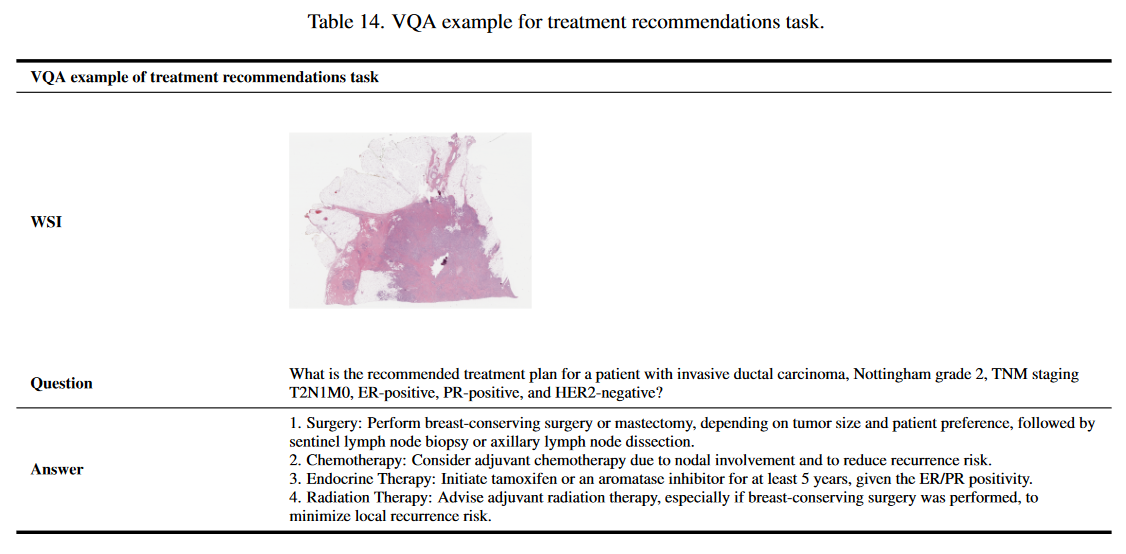 Table 14. VQA example for treatment recommendations task.
VQA example of treatment recommendations task
WSI
Question
What is the recommended treatment plan for a patient with invasive ductal carcinoma, Nottingham grade 2, TNM staging
T2N1M0, ER-positive, PR-positive, and HER2-negative?
Answer
1. Surgery: Perform breast-conserving surgery or mastectomy, depending on tumor size and patient preference, followed by
sentinel lymph node biopsy or axillary lymph node dissection.
2. Chemotherapy: Consider adjuvant chemotherapy due to nodal involvement and to reduce recurrence risk.
3. Endocrine Therapy: Initiate tamoxifen or an aromatase inhibitor for at least 5 years, given the ER/PR positivity.
4. Radiation Therapy: Advise adjuvant radiation therapy, especially if breast-conserving surgery was performed, to
minimize local recurrence risk.